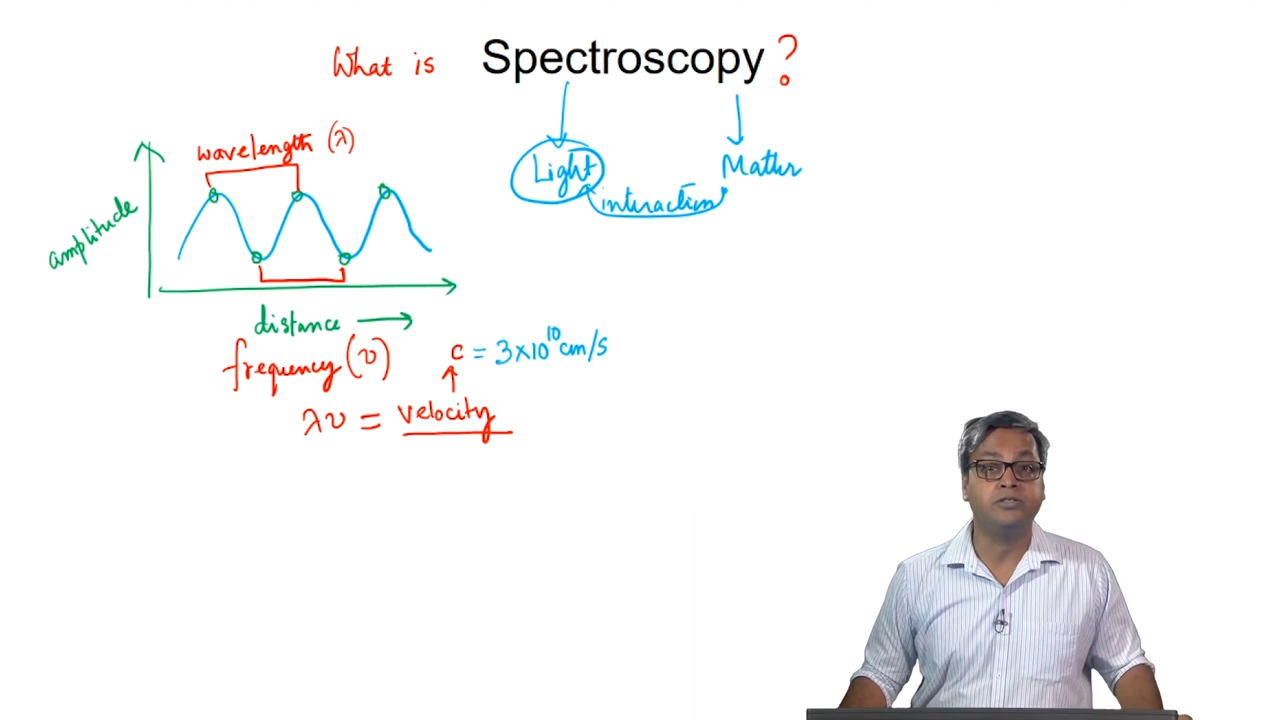 What is Spectroscopy?
Light Matter
interaction
wavelength (λ)
amplitude
distance
frequency (ν)
c = 3×10¹⁰ cm/s
λν = velocity